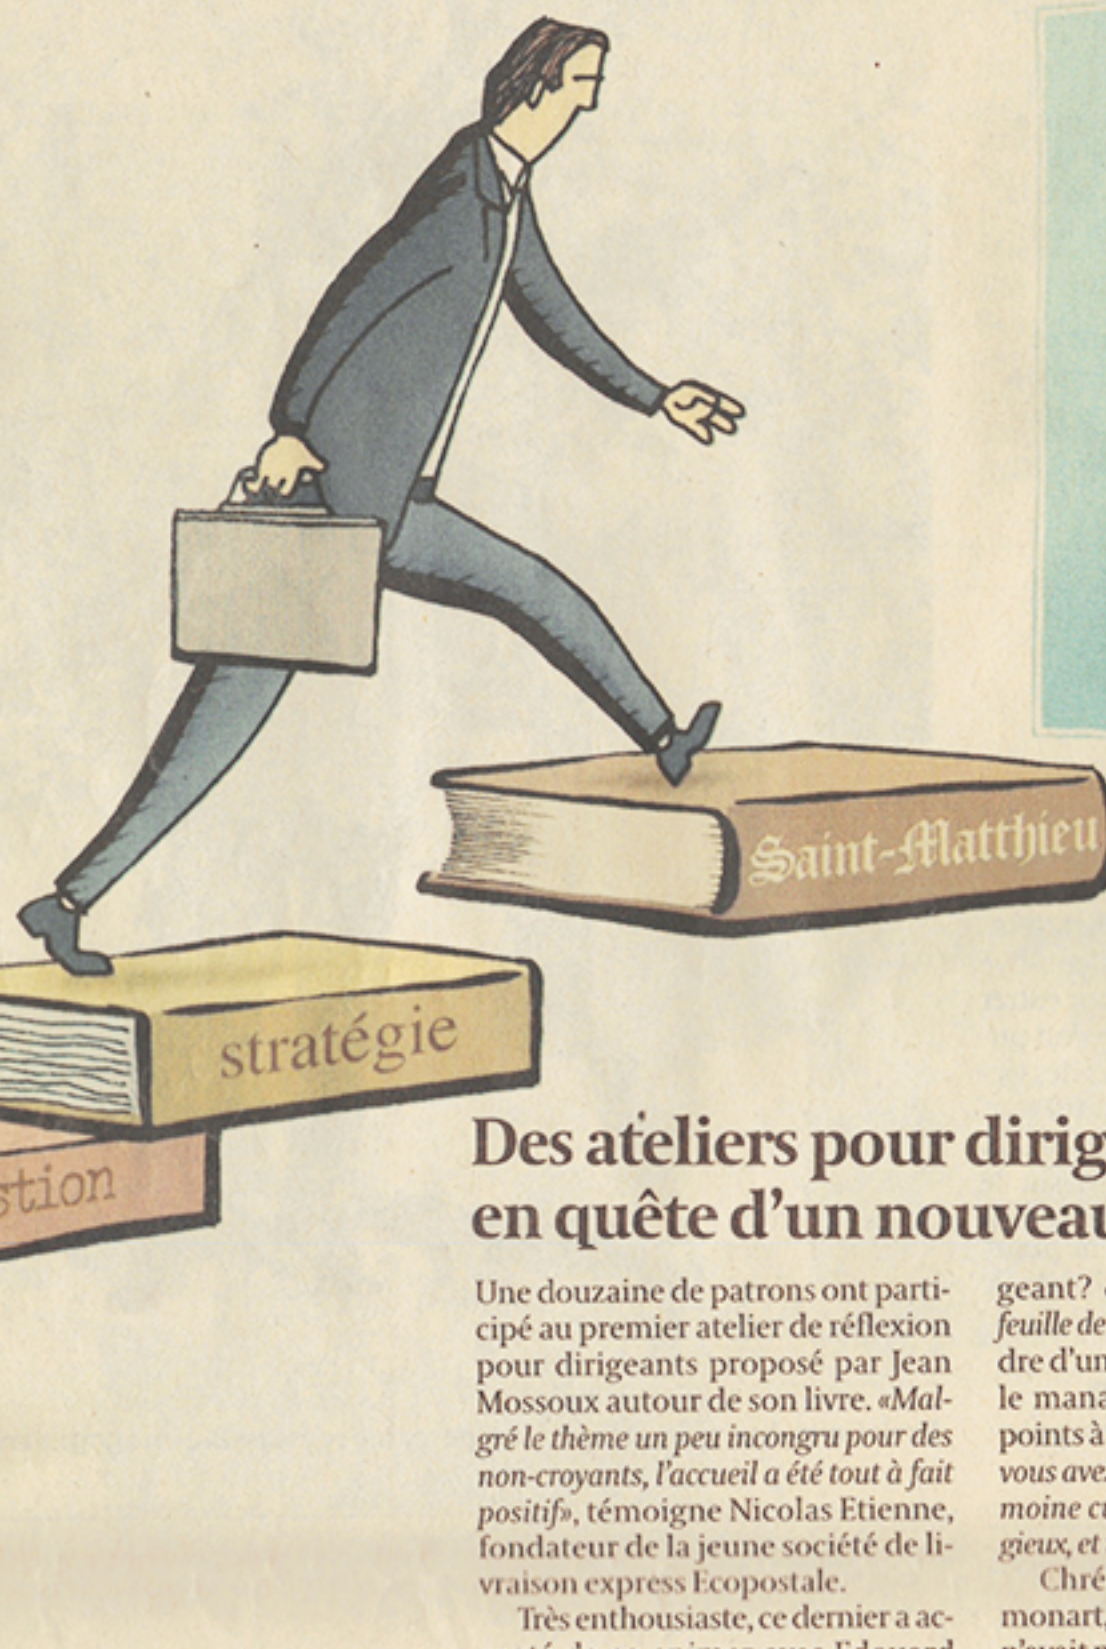 Saint-Matthieu
stratégie
stion
Des ateliers pour dirig
en quête d'un nouveau
Une douzaine de patrons ont parti-
cipé au premier atelier de réflexion
pour dirigeants proposé par Jean
Mossoux autour de son livre. «Mal-
gré le thème un peu incongru pour des
non-croyants, l'accueil a été tout à fait
positif», témoigne Nicolas Etienne,
fondateur de la jeune société de li-
vraison express Ecopostale.
Très enthousiaste, ce dernier a ac-
geant?
feuille de
dre d'un
le mana
points à
vous ave
moine cu
gieux, et
Chré
monart,